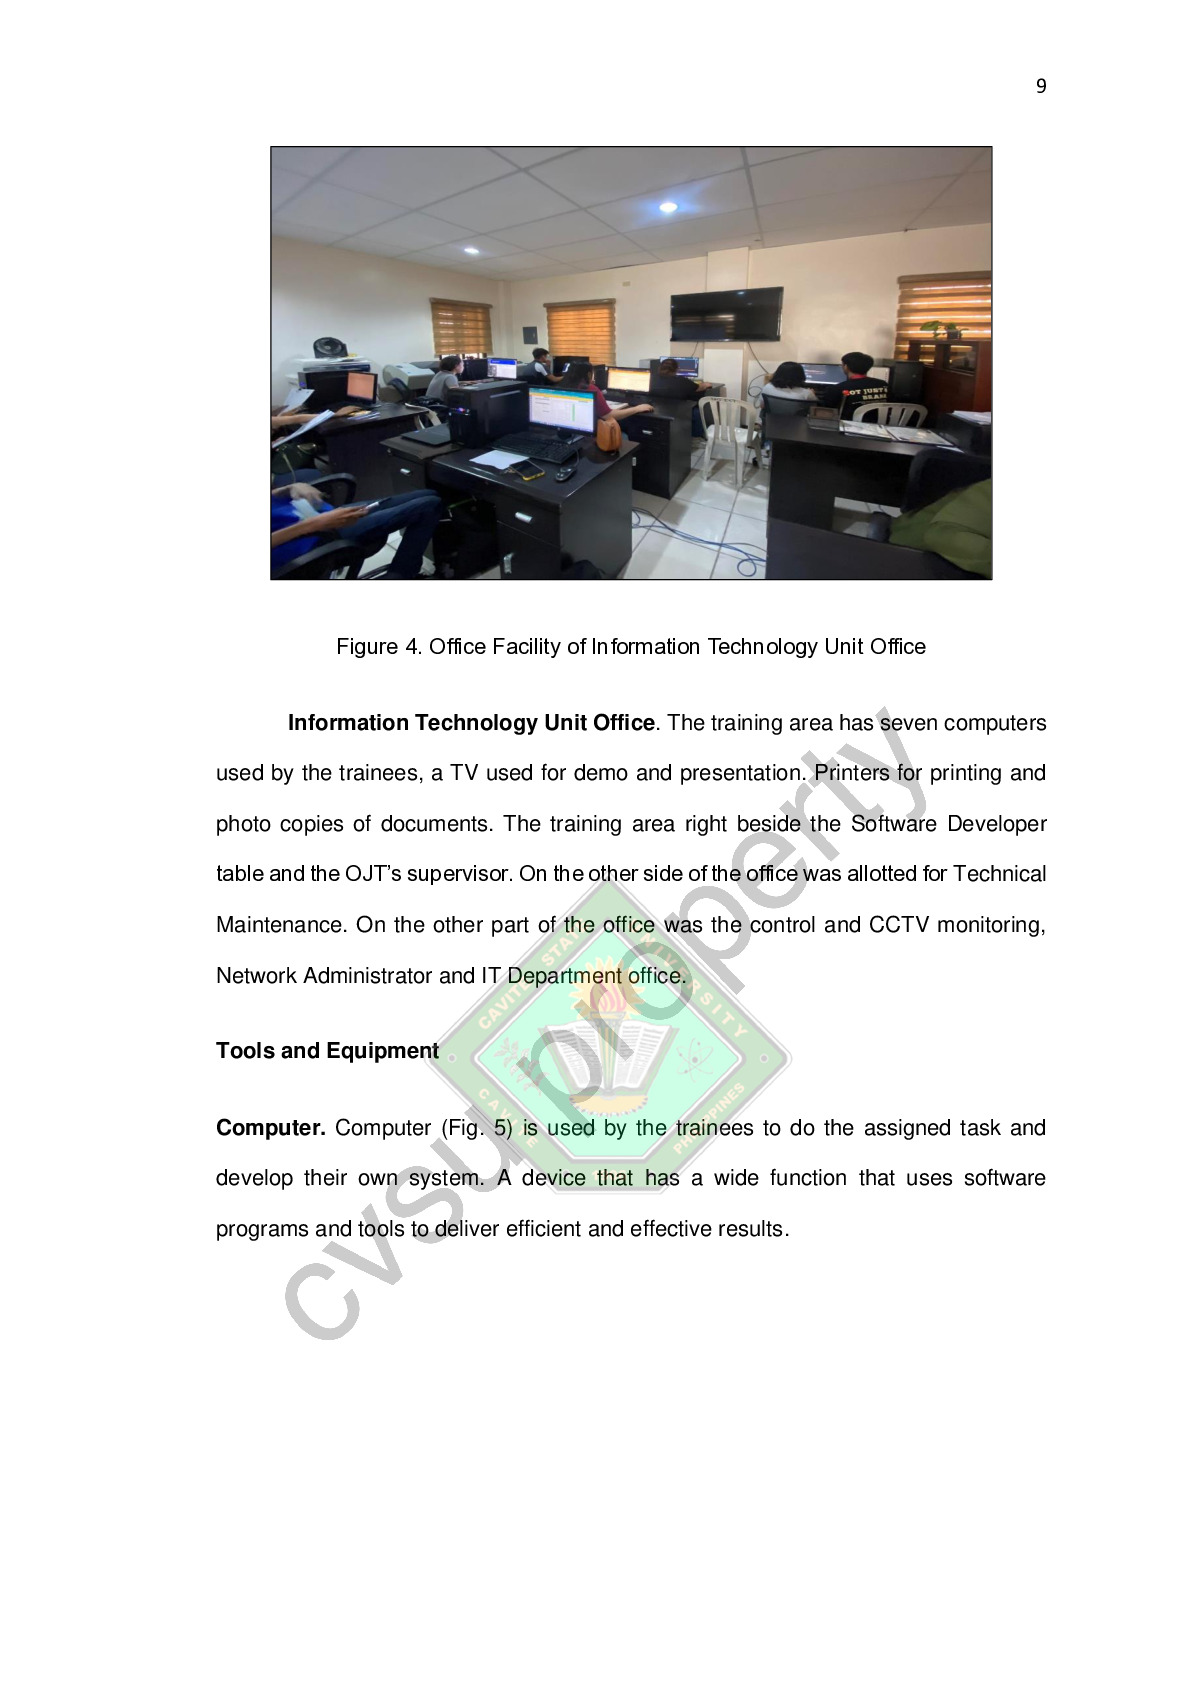 9
OT JUST
BEAR
Figure 4. Office Facility of Information Technology Unit Office
Information Technology Unit Office. The training area has seven computers
used by the trainees, a TV used for demo and presentation. Printers for printing and
photo copies of documents. The training area right beside the Software Developer
table and the OJT’s supervisor. On the other side of the office was allotted for Technical
Maintenance. On the other part of the office was the control and CCTV monitoring,
Network Administrator and IT Department office.
Tools and Equipment
Computer. Computer (Fig. 5) is used by the trainees to do the assigned task and
develop their own system. A device that has a wide function that uses software
programs and tools to deliver efficient and effective results.
cvsu property
CAVITE STATE UNIVERSITY
CAVITE
PHILIPPINES